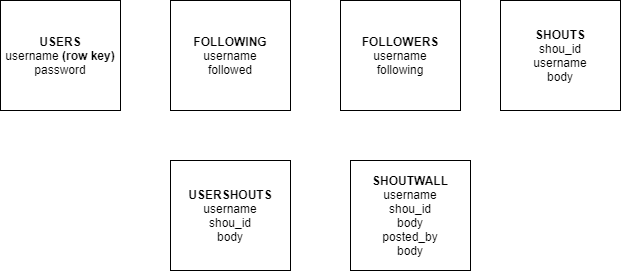 USERS
username (row key)
password
FOLLOWING
username
followed
FOLLOWERS
username
following
SHOUTS
shou_id
username
body
USERSHOUTS
username
shou_id
body
SHOUTWALL
username
shou_id
body
posted_by
body